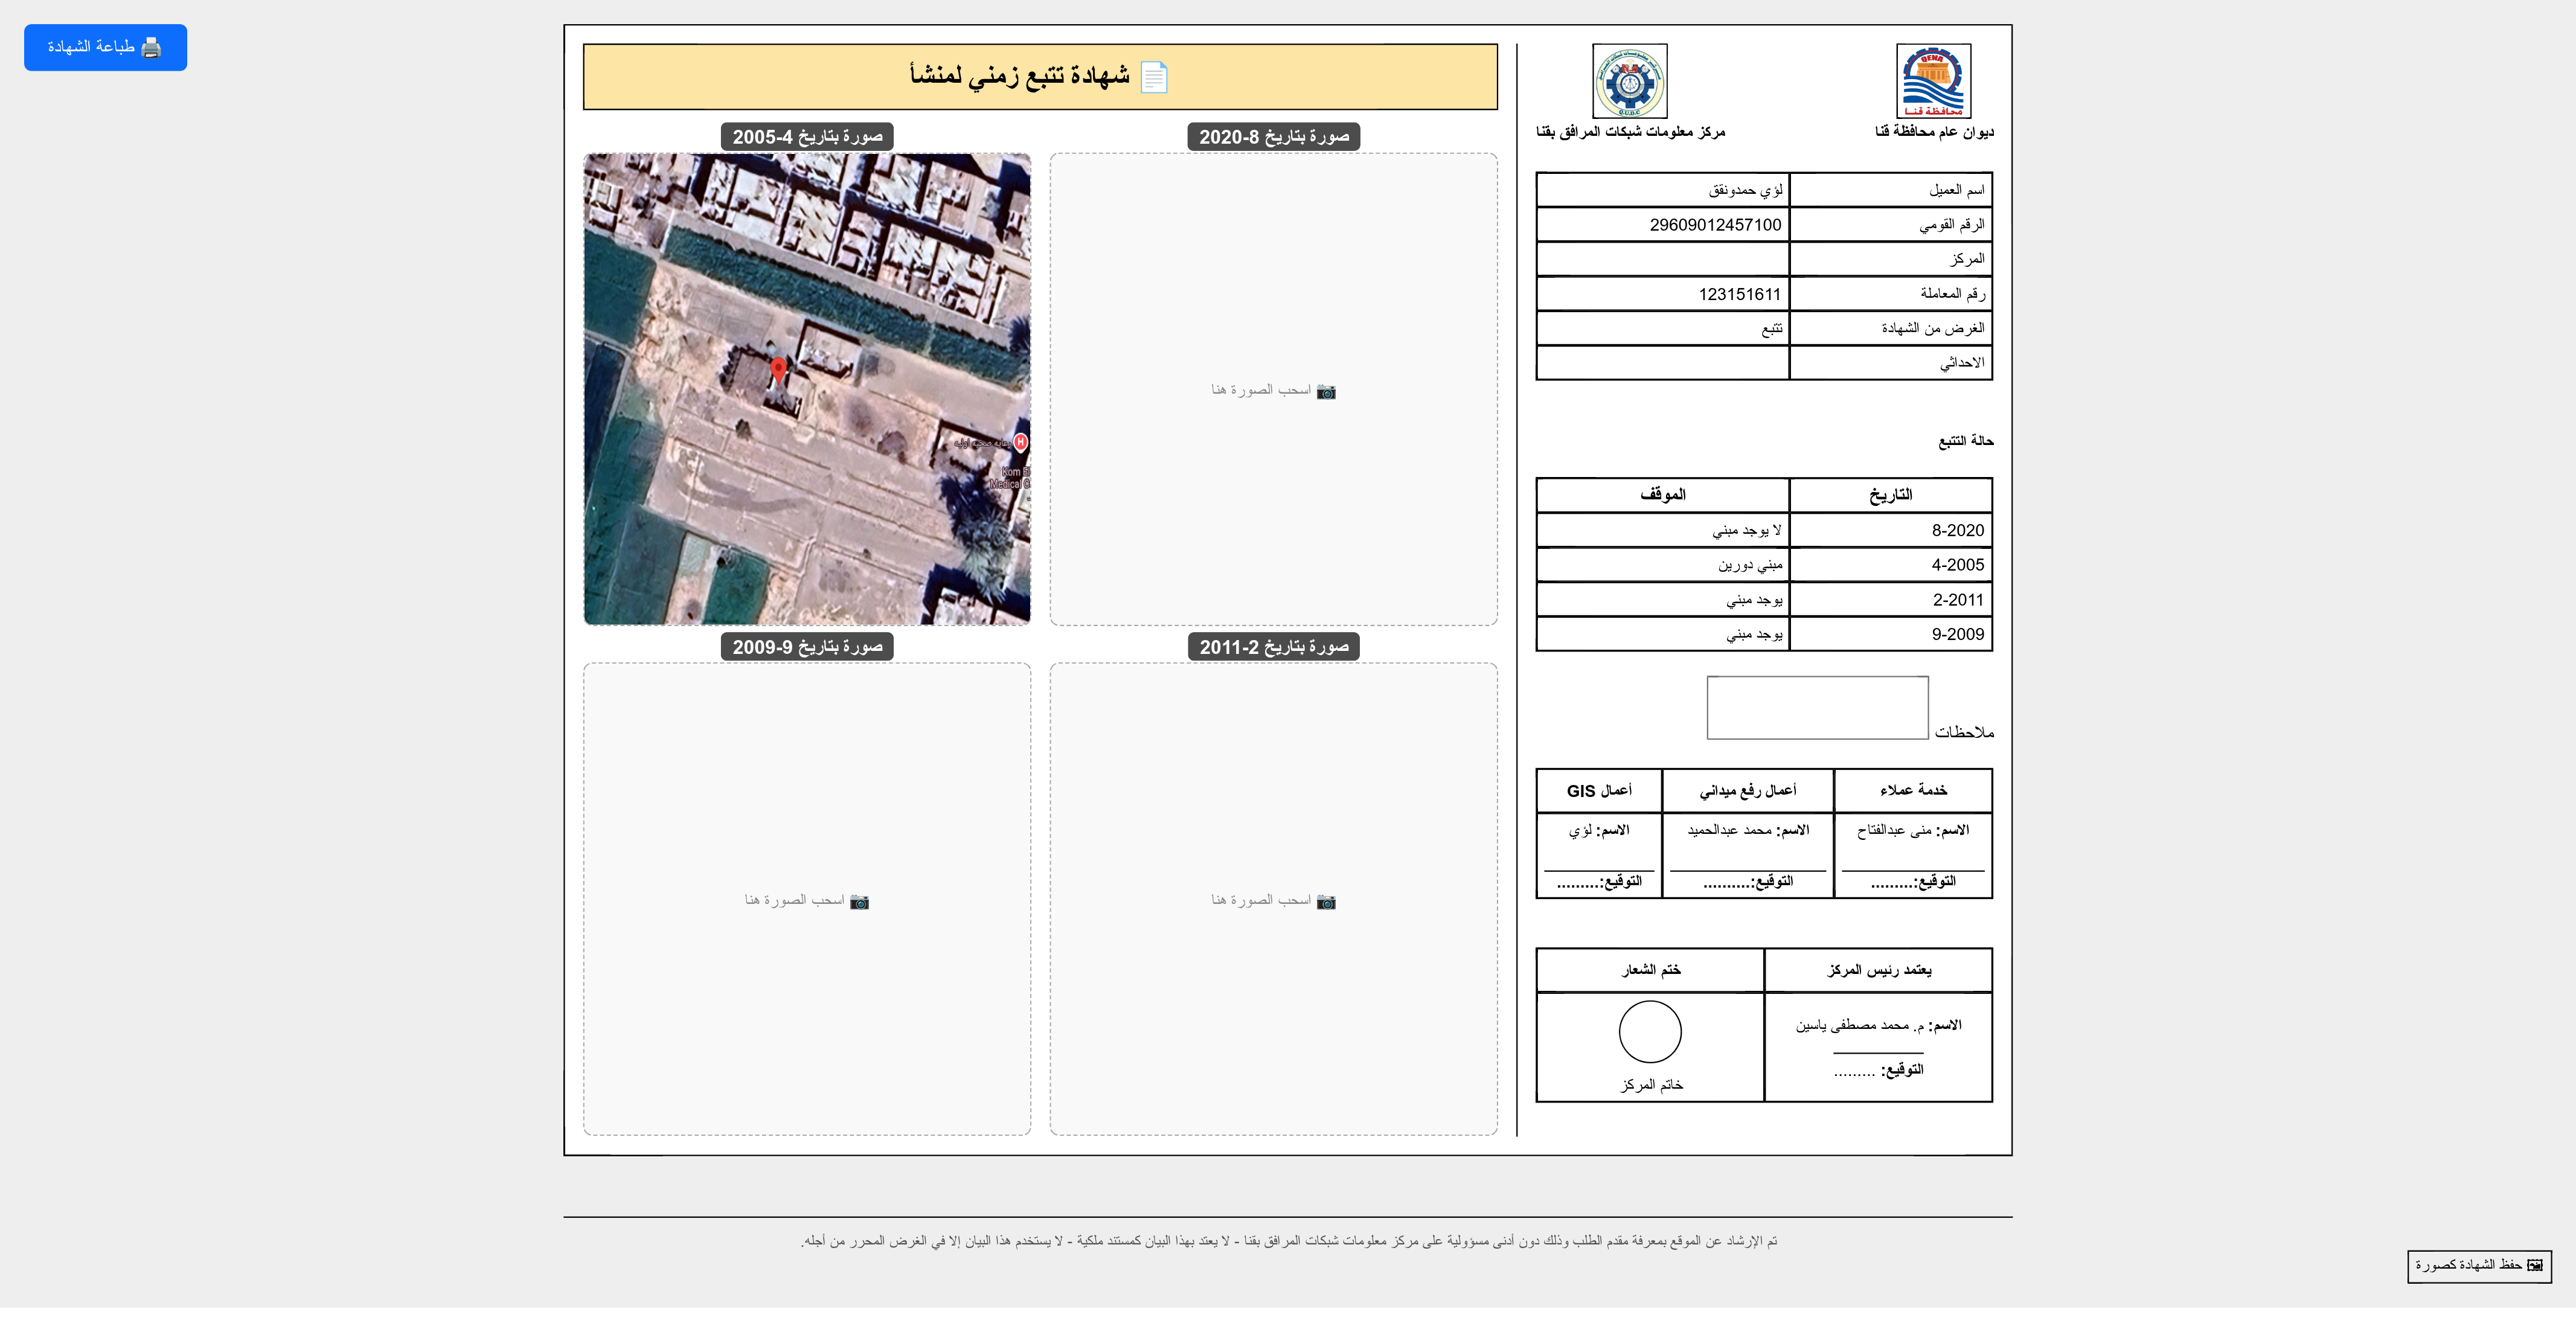 🖨️ طباعة الشهادة
QENA
محافظة قنا
ديوان عام محافظة قنا
Q.U.D.C
مركز معلومات شبكات المرافق بقنا
اسم العميل	لؤي حمدونقق
الرقم القومي	29609012457100
المركز
رقم المعاملة	123151611
الغرض من الشهادة	تتبع
الاحداثي
حالة التتبع
التاريخ	الموقف
8-2020	لا يوجد مبني
4-2005	مبني دورين
2-2011	يوجد مبني
9-2009	يوجد مبني
ملاحظات
خدمة عملاء	أعمال رفع ميداني	أعمال GIS
الاسم: منى عبدالفتاح	الاسم: محمد عبدالحميد	الاسم: لؤي
التوقيع:.........	التوقيع:..........	التوقيع:.........
يعتمد رئيس المركز	ختم الشعار
الاسم: م. محمد مصطفى ياسين
التوقيع: .........
خاتم المركز
📄 شهادة تتبع زمني لمنشأ
صورة بتاريخ 8-2020
📷 اسحب الصورة هنا
صورة بتاريخ 4-2005
صحيه اوليه
Kom E
Medical C
صورة بتاريخ 2-2011
📷 اسحب الصورة هنا
صورة بتاريخ 9-2009
📷 اسحب الصورة هنا
تم الإرشاد عن الموقع بمعرفة مقدم الطلب وذلك دون أدنى مسؤولية على مركز معلومات شبكات المرافق بقنا - لا يعتد بهذا البيان كمستند ملكية - لا يستخدم هذا البيان إلا في الغرض المحرر من أجله.
🖼 حفظ الشهادة كصورة